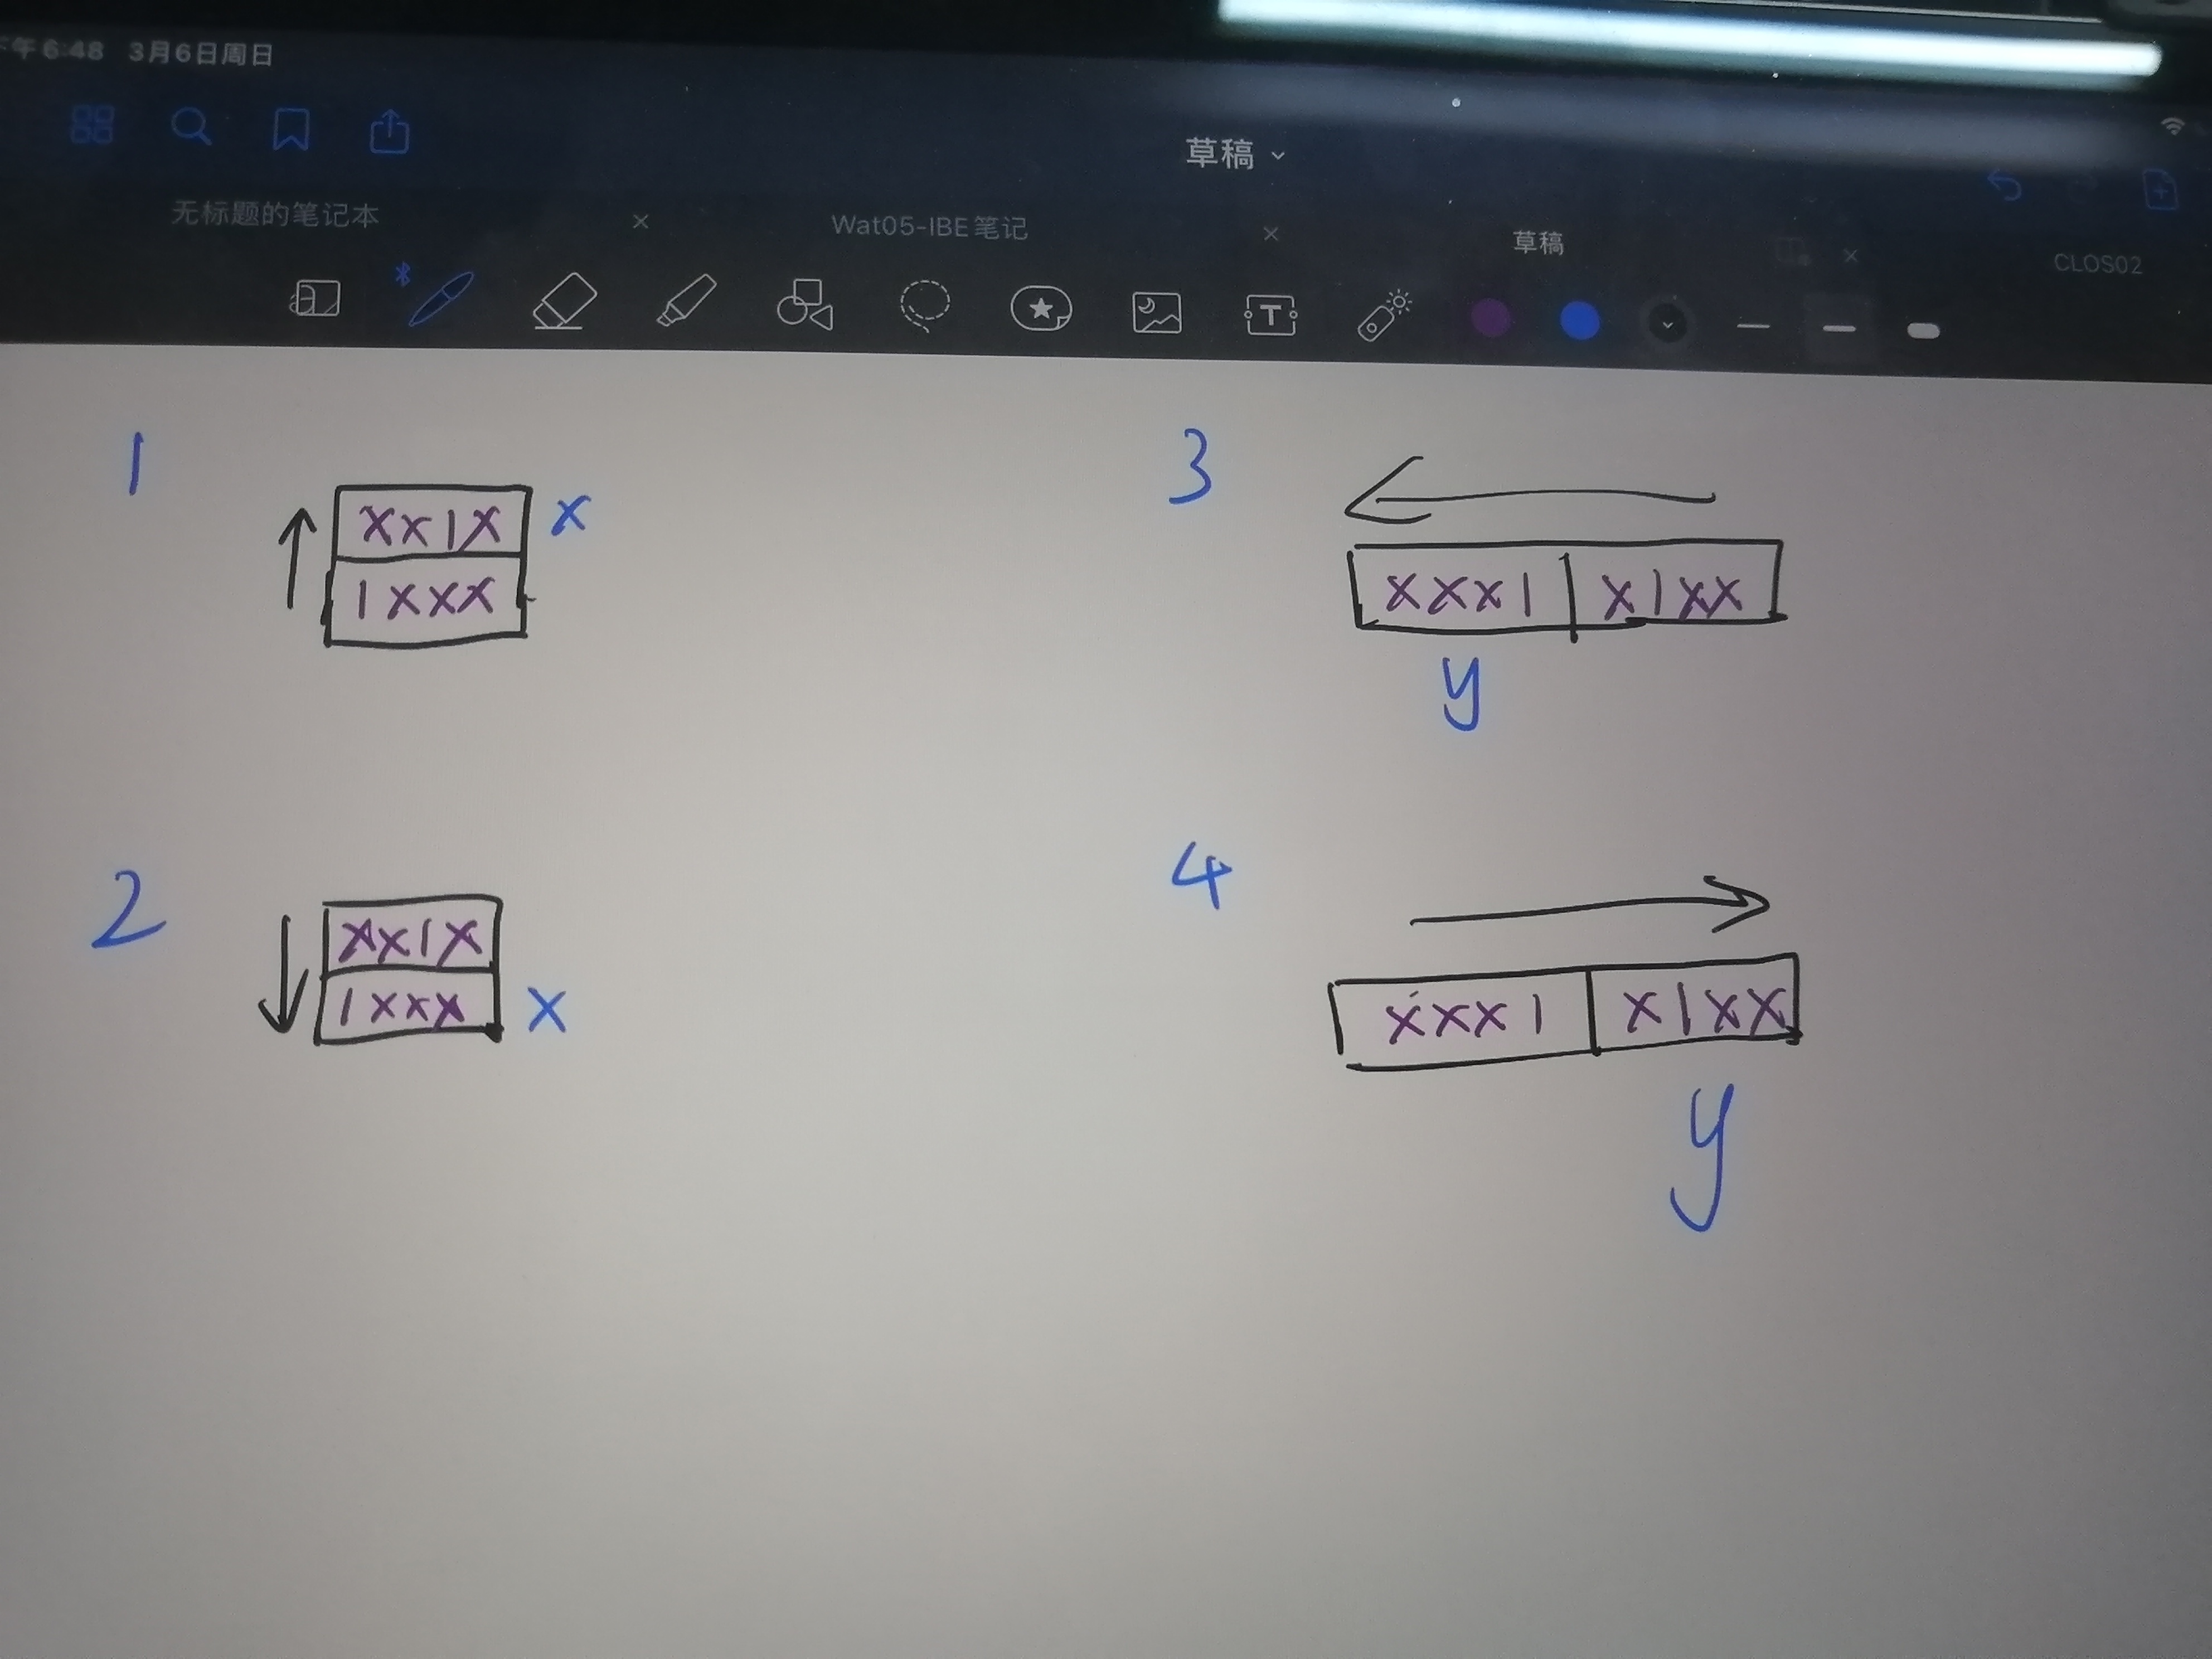 下午6:48 3月6日周日
草稿
无标题的笔记本
Wat05-IBE笔记
草稿
CLOS02
T
1
xx1x x
1xxx
2
xx1x
1xxx x
3
xxx1 x1xx
y
4
xxx1 x1xx
y